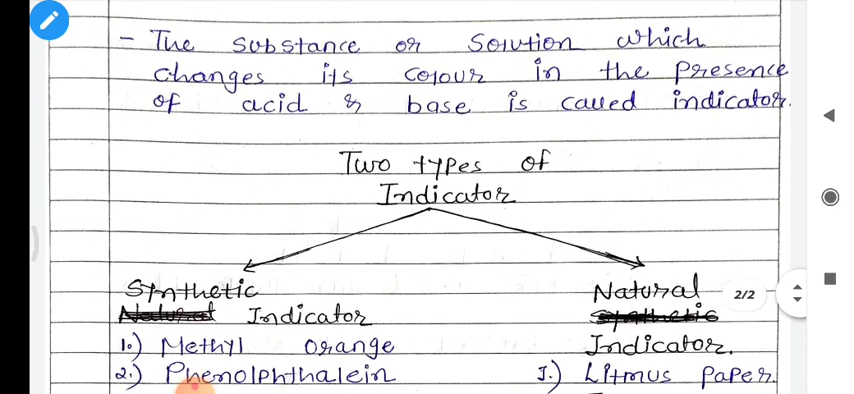 - The substance or solution which
changes its colour in the presence
of acid & base is called indicator.
Two types of
Indicator
Synthetic
Indicator
1.) Methyl orange
2.) Phenolphthalein
Natural
Indicator.
1.) Litmus paper.
2/2